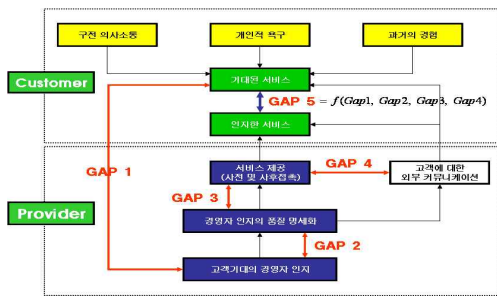 구전 의사소통
개인적 욕구
과거의 경험
Customer
기대된 서비스
GAP 5 = f(Gap1, Gap2, Gap3, Gap4)
인지한 서비스
GAP 1
서비스 제공
(사전 및 사후접촉)
GAP 4
고객에 대한
외부 커뮤니케이션
GAP 3
Provider
경영자 인지의 품질 명세화
GAP 2
고객기대의 경영자 인지